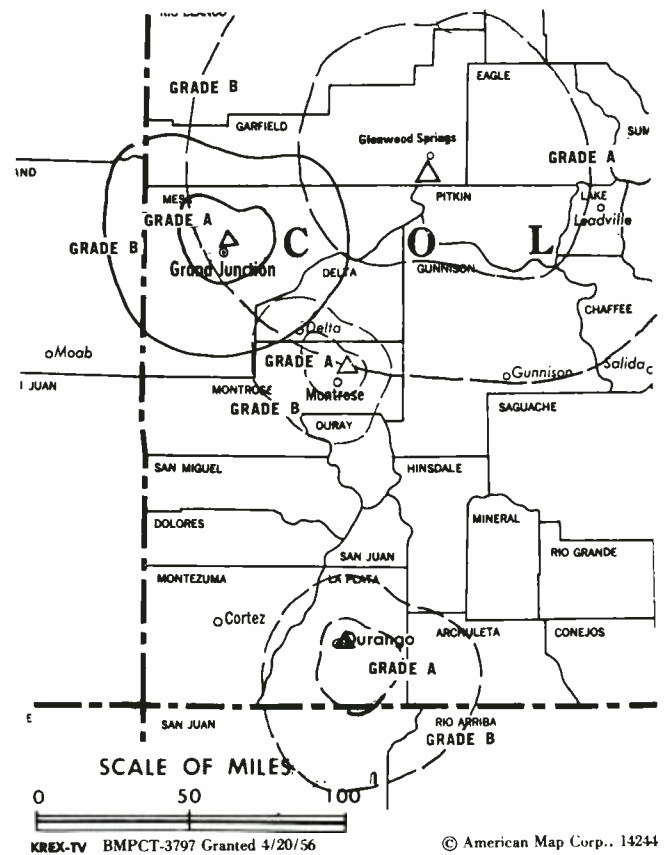 RIO BLANCO
GRADE B
EAGLE
GARFIELD
Glenwood Springs
SUM
GRADE A
AND
MESA
PITKIN
LAKE
Leadville
GRADE A
GRADE B
C O L
Grand Junction
DELTA
GUNNISON
CHAFFEE
Delta
Moab
GRADE A
Gunnison
Salida
I JUAN
MONTROSE
Montrose
GRADE B
SAGUACHE
OURAY
SAN MIGUEL
HINSDALE
MINERAL
DOLORES
RIO GRANDE
SAN JUAN
MONTEZUMA
LA PLATA
Cortez
Durango
ARCHULETA
CONEJOS
GRADE A
E
SAN JUAN
RIO ARRIBA
GRADE B
SCALE OF MILES
0 50 100
KREX-TV BMPCT-3797 Granted 4/20/56
© American Map Corp., 14244